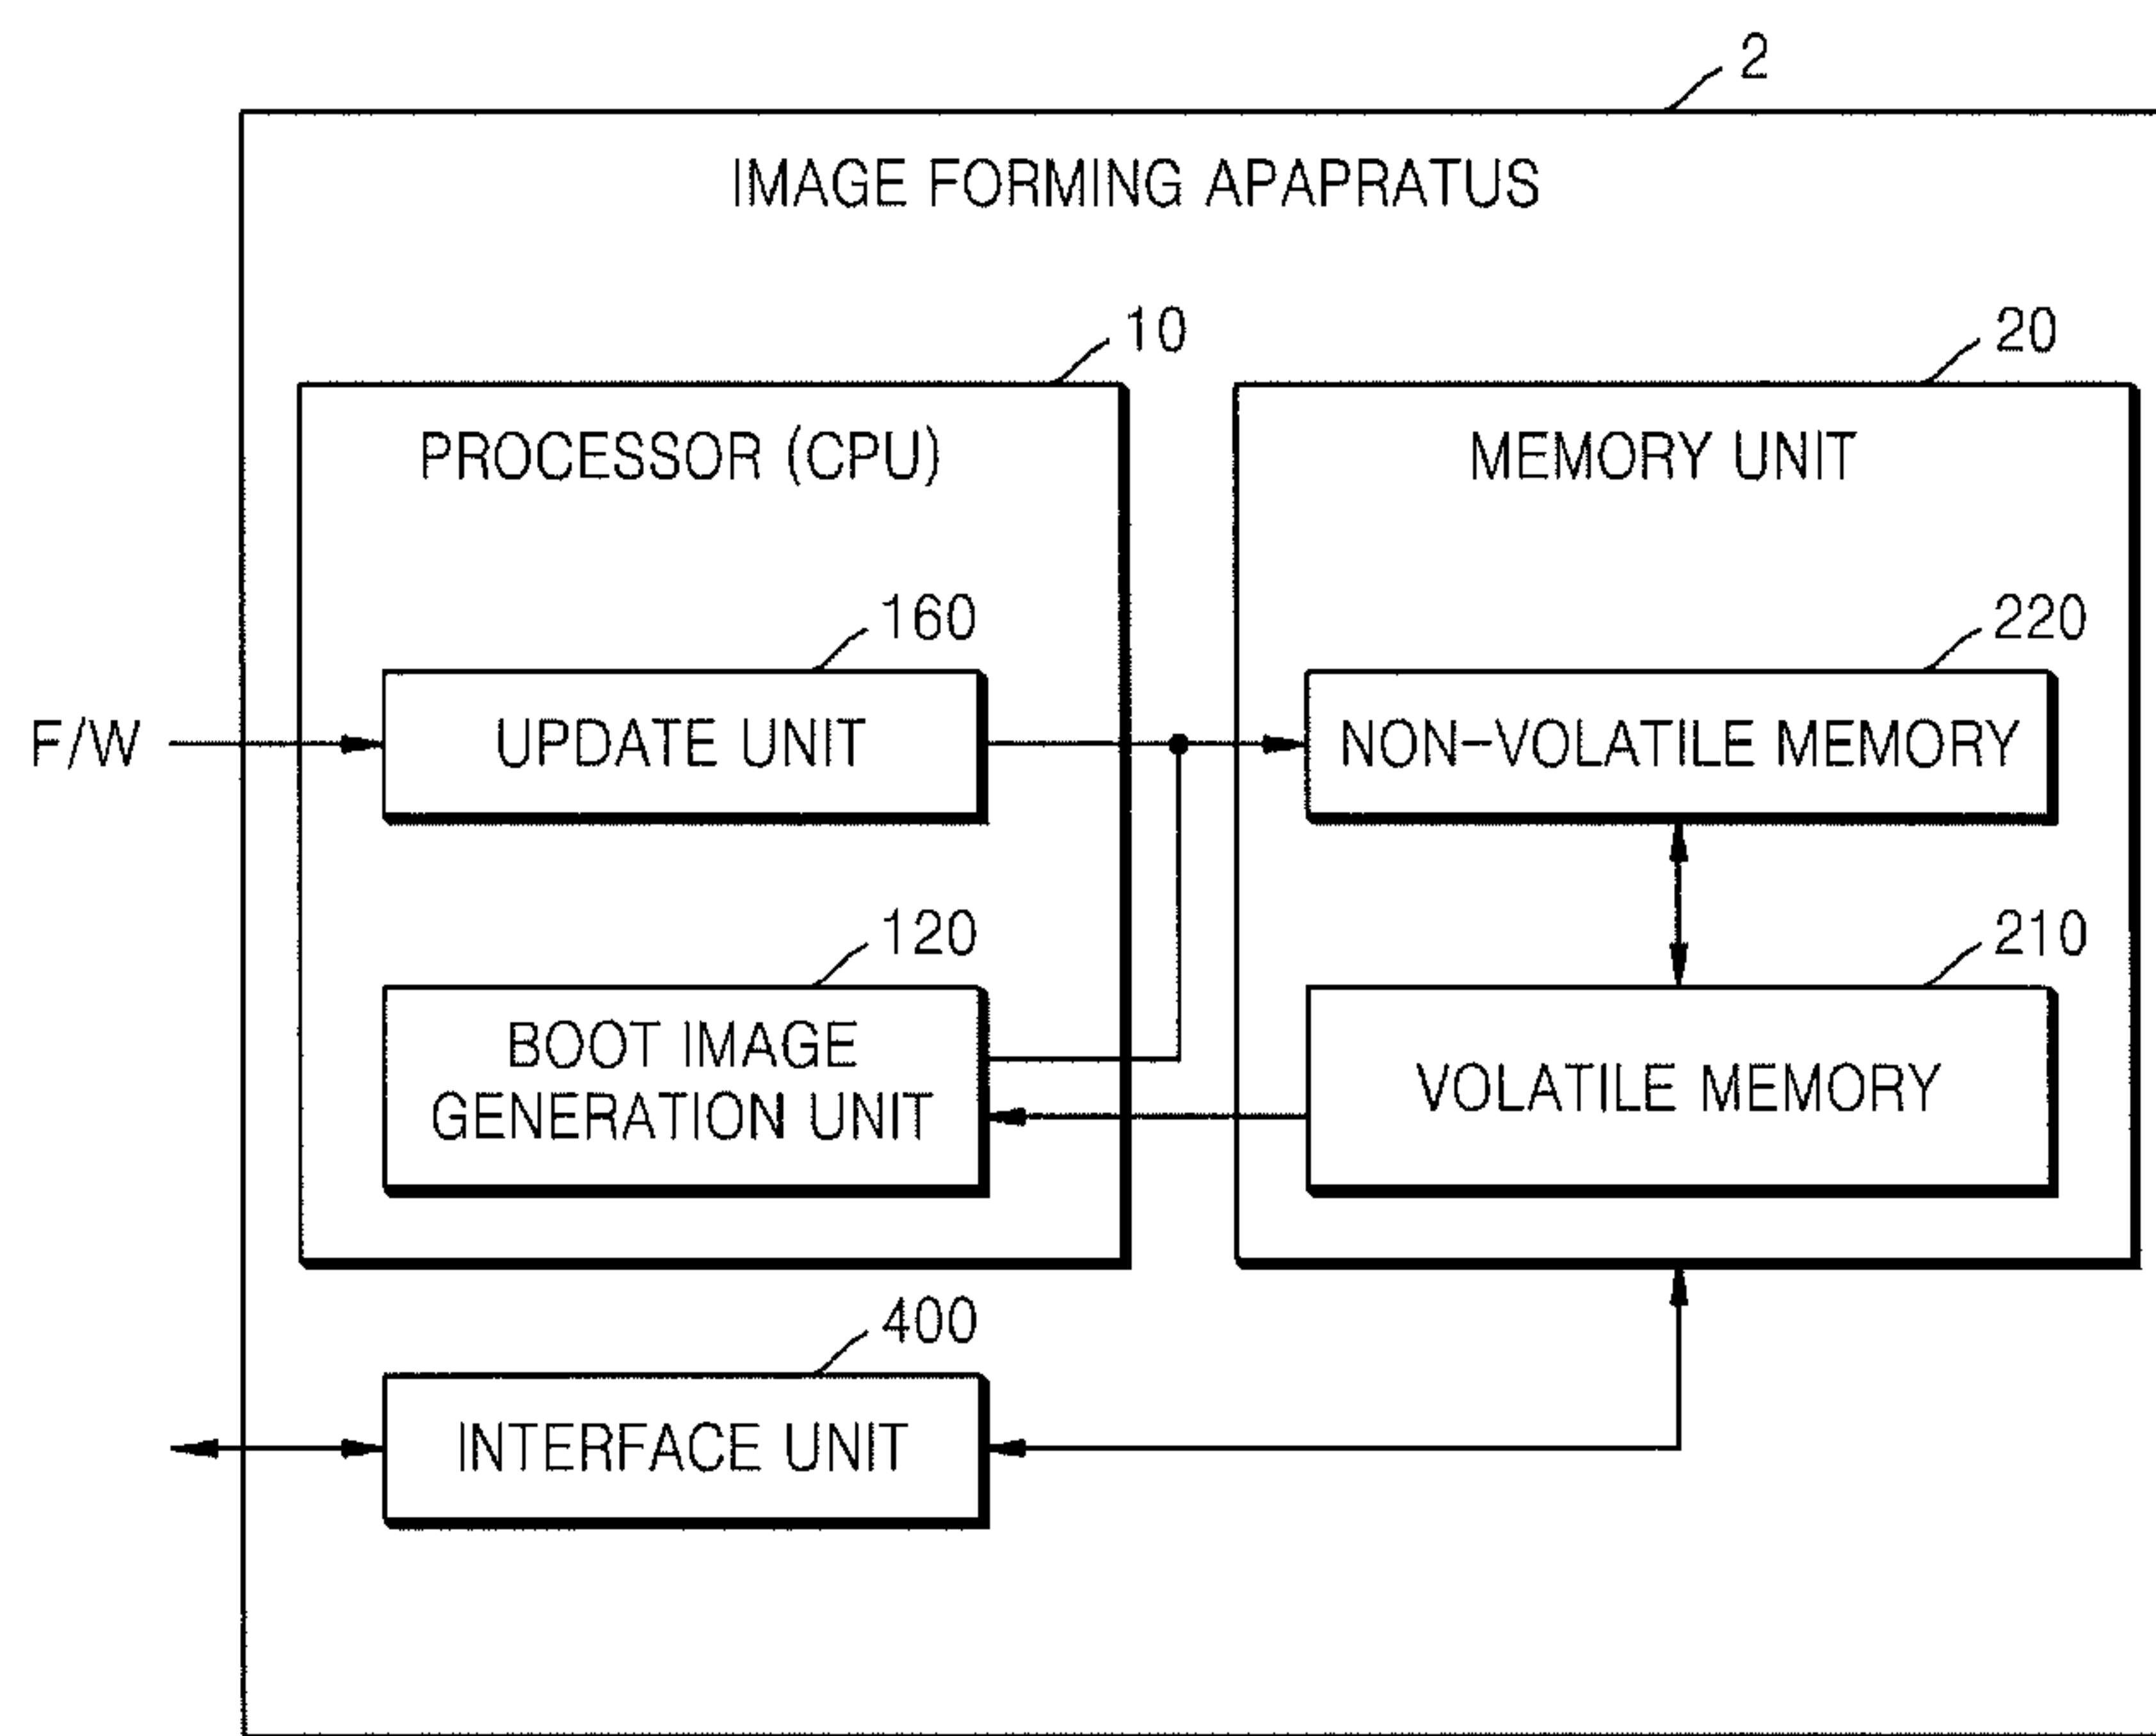 2
IMAGE FORMING APAPRATUS
10
20
PROCESSOR (CPU)
MEMORY UNIT
160
220
F/W
UPDATE UNIT
NON-VOLATILE MEMORY
120
210
BOOT IMAGE
GENERATION UNIT
VOLATILE MEMORY
400
INTERFACE UNIT